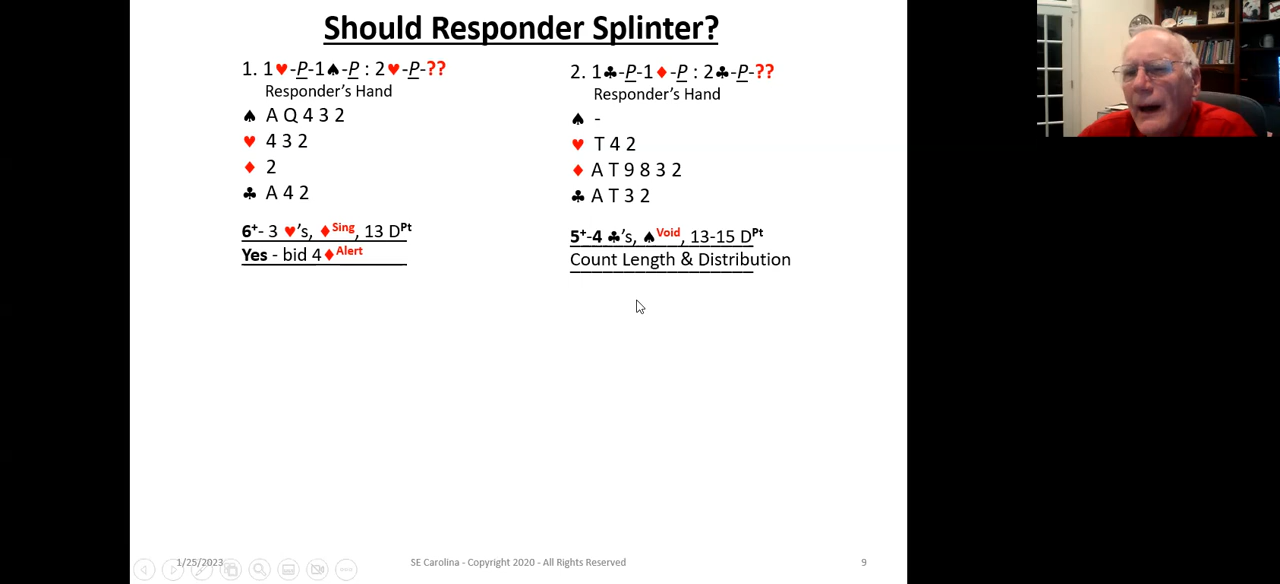 Should Responder Splinter?
1. 1♥-P-1♠-P : 2♥-P-??
Responder's Hand
♠ A Q 4 3 2
♥ 4 3 2
♦ 2
♣ A 4 2
6+- 3 ♥'s, ♦Sing, 13 DPt
Yes - bid 4♦Alert
2. 1♣-P-1♦-P : 2♣-P-??
Responder's Hand
♠ -
♥ T 4 2
♦ A T 9 8 3 2
♣ A T 3 2
5+-4 ♣'s, ♠Void, 13-15 DPt
Count Length & Distribution
1/25/2023
SE Carolina - Copyright 2020 - All Rights Reserved
9